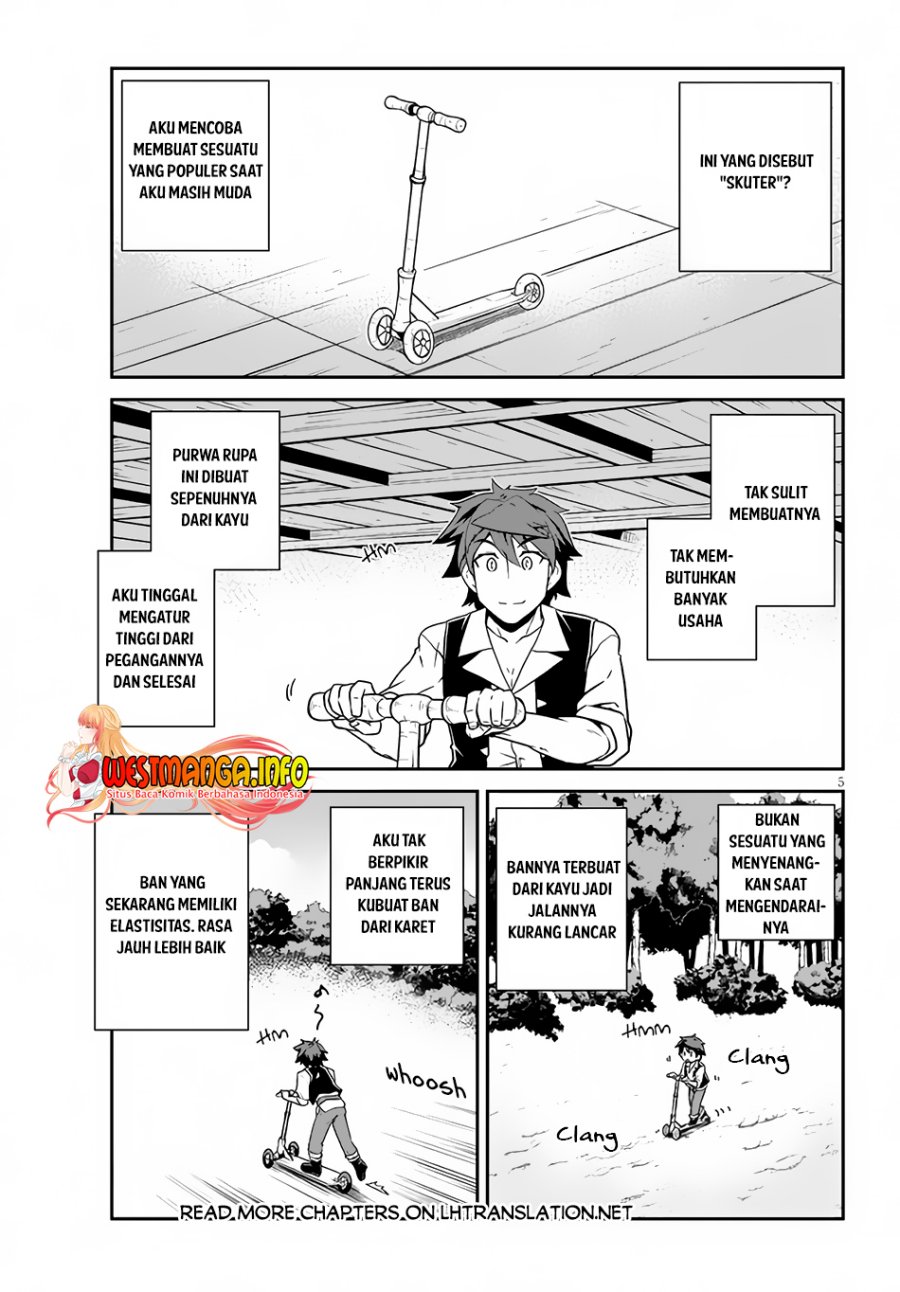 INI YANG DISEBUT
"SKUTER"?
AKU MENCOBA
MEMBUAT SESUATU
YANG POPULER SAAT
AKU MASIH MUDA
TAK SULIT
MEMBUATNYA
TAK MEM-
BUTUHKAN
BANYAK
USAHA
HM
PURWA RUPA
INI DIBUAT
SEPENUHNYA
DARI KAYU
AKU TINGGAL
MENGATUR
TINGGI DARI
PEGANGANNYA
DAN SELESAI
WESTMANGA.INFO
Situs Baca Komik Berbahasa Indonesia
5
BUKAN
SESUATU YANG
MENYENANG-
KAN SAAT
MENGENDARAI-
NYA
BANNYA TERBUAT
DARI KAYU JADI
JALANNYA
KURANG LANCAR
HMM
Clang
Clang
AKU TAK
BERPIKIR
PANJANG TERUS
KUBUAT BAN
DARI KARET
BAN YANG
SEKARANG MEMILIKI
ELASTISITAS. RASA
JAUH LEBIH BAIK
HM
whoosh
READ MORE CHAPTERS ON LHTRANSLATION.NET